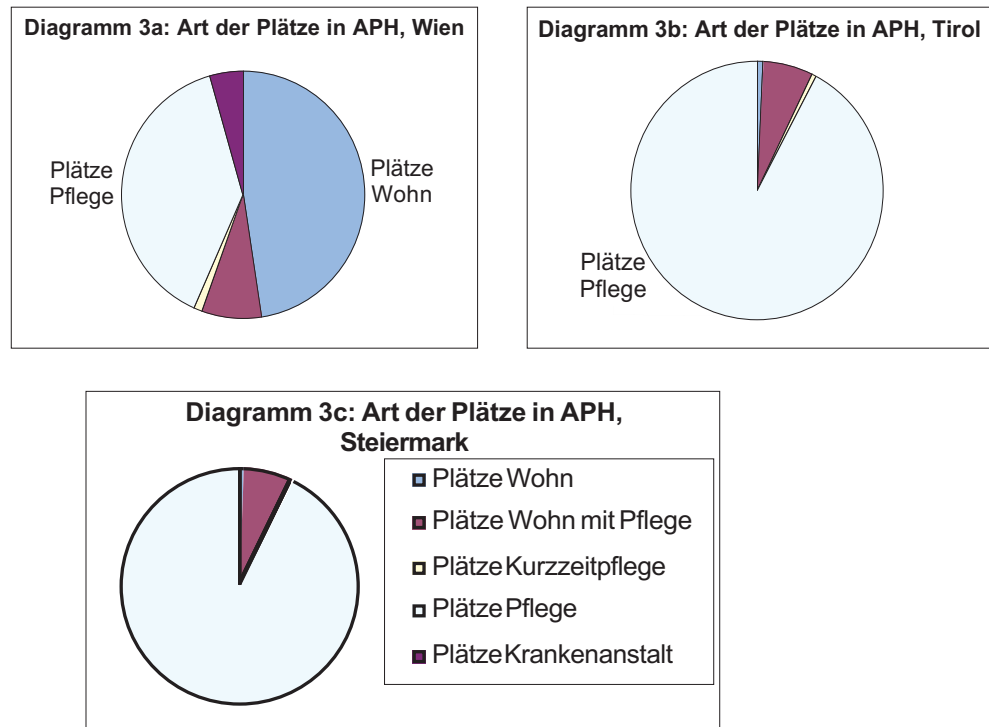 Diagramm 3a: Art der Plätze in APH, Wien
Plätze
Pflege
Plätze
Wohn
Diagramm 3b: Art der Plätze in APH, Tirol
Plätze
Pflege
Diagramm 3c: Art der Plätze in APH,
Steiermark
Plätze Wohn
Plätze Wohn mit Pflege
Plätze Kurzzeitpflege
Plätze Pflege
Plätze Krankenanstalt